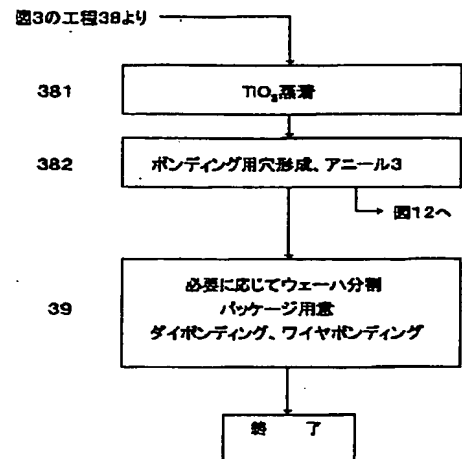 図3の工程38より
381
TiO₂蒸着
382
ボンディング用穴形成、アニール3
図12へ
39
必要に応じてウェーハ分割
パッケージ用意
ダイボンディング、ワイヤボンディング
終 了